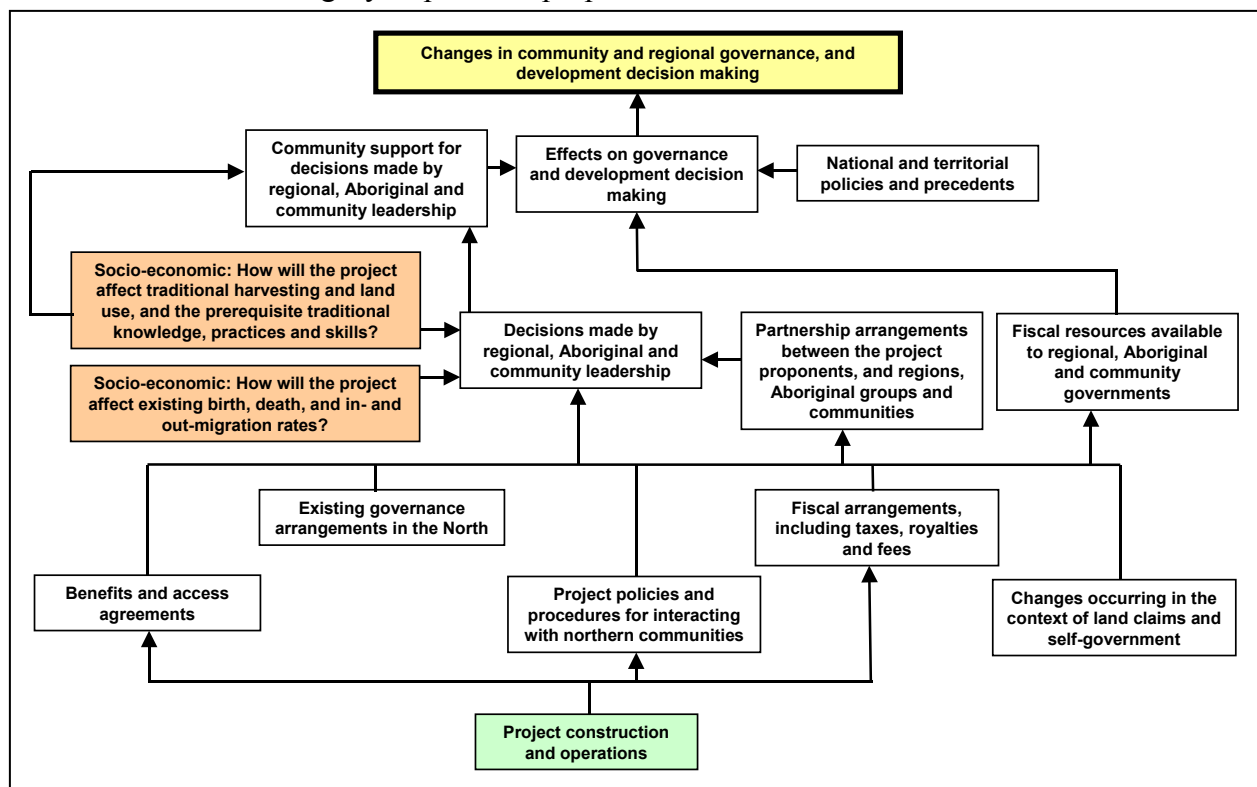 Changes in community and regional governance, and
development decision making
Community support for
decisions made by
regional, Aboriginal and
community leadership
Effects on governance
and development decision
making
National and territorial
policies and precedents
Socio-economic: How will the project
affect traditional harvesting and land
use, and the prerequisite traditional
knowledge, practices and skills?
Decisions made by
regional, Aboriginal and
community leadership
Partnership arrangements
between the project
proponents, and regions,
Aboriginal groups and
communities
Fiscal resources available
to regional, Aboriginal
and community
governments
Socio-economic: How will the project
affect existing birth, death, and in- and
out-migration rates?
Existing governance
arrangements in the North
Fiscal arrangements,
including taxes, royalties
and fees
Benefits and access
agreements
Project policies and
procedures for interacting
with northern communities
Changes occurring in the
context of land claims and
self-government
Project construction
and operations